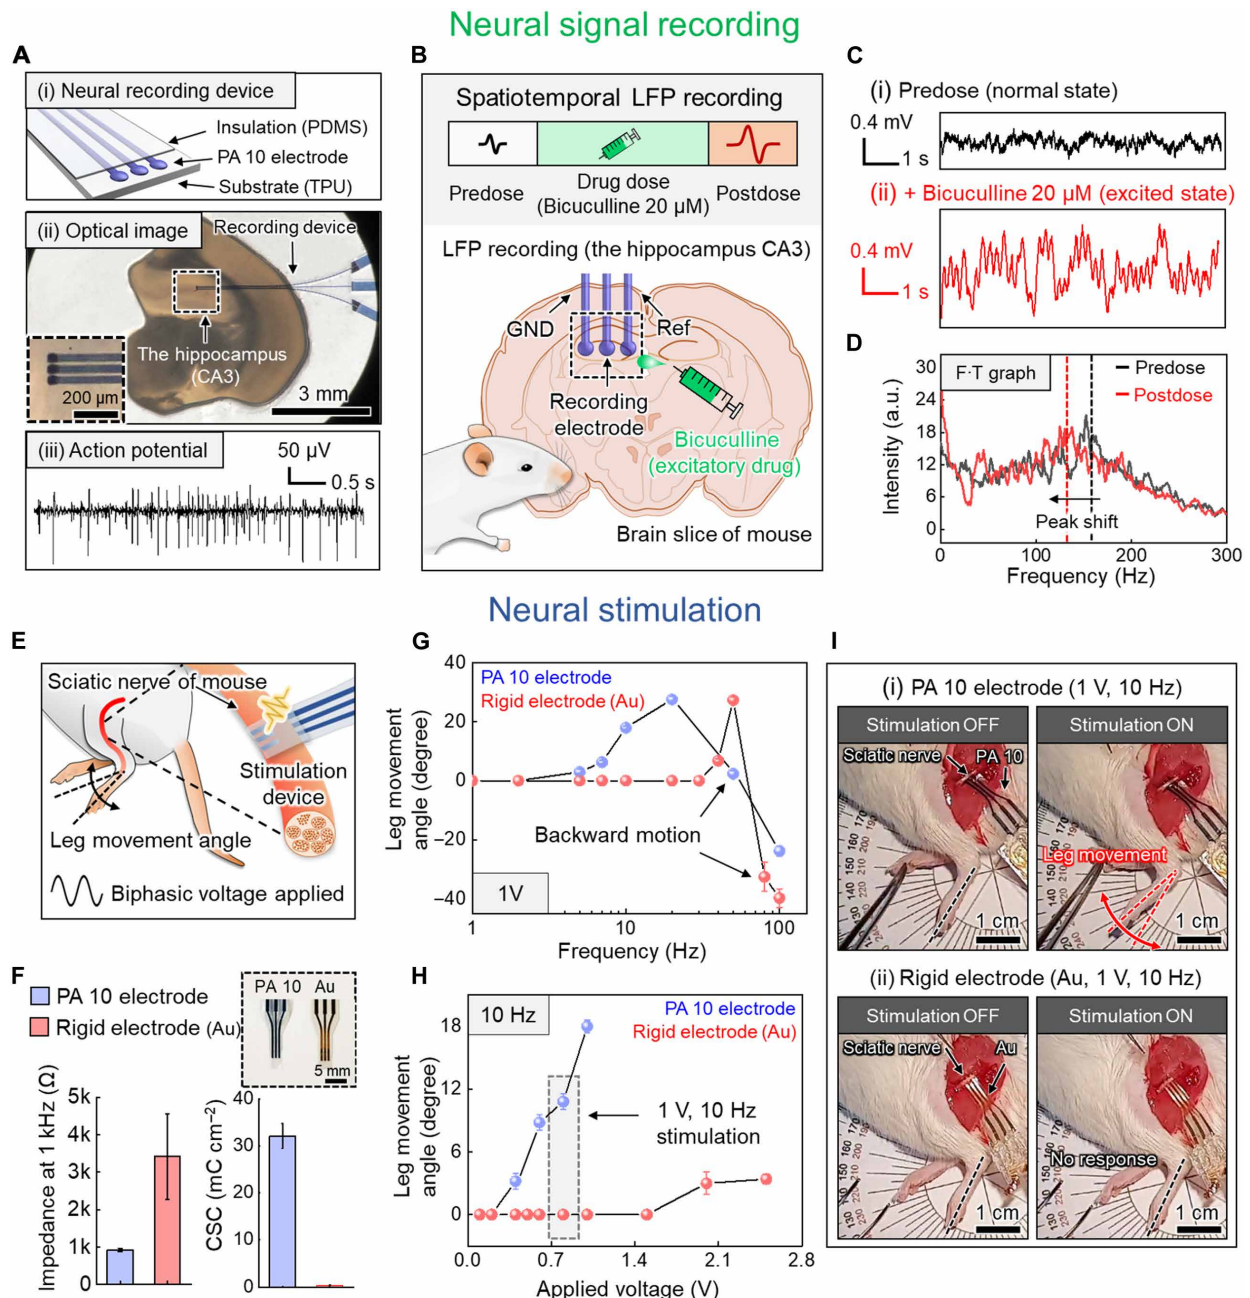 Neural signal recording
A
(i) Neural recording device
Insulation (PDMS)
PA 10 electrode
Substrate (TPU)
(ii) Optical image
Recording device
The hippocampus
(CA3)
200 µm
3 mm
(iii) Action potential
50 µV
0.5 s
B
Spatiotemporal LFP recording
Predose
Drug dose
(Bicuculline 20 µM)
Postdose
LFP recording (the hippocampus CA3)
GND
Ref
Recording
electrode
Bicuculline
(excitatory drug)
Brain slice of mouse
C
(i) Predose (normal state)
0.4 mV
1 s
(ii) + Bicuculline 20 µM (excited state)
0.4 mV
1 s
D
F·T graph
Predose
Postdose
Peak shift
Intensity (a.u.)
30
24
18
12
6
0
0
100
200
300
Frequency (Hz)
Neural stimulation
E
Sciatic nerve of mouse
Stimulation
device
Leg movement angle
Biphasic voltage applied
F
PA 10 electrode
Rigid electrode (Au)
PA 10
Au
5 mm
Impedance at 1 kHz (Ω)
5k
4k
3k
2k
1k
0
CSC (mC cm−2)
40
30
20
10
0
G
PA 10 electrode
Rigid electrode (Au)
Leg movement
angle (degree)
40
20
0
−20
−40
Backward motion
1V
1
10
100
Frequency (Hz)
H
10 Hz
PA 10 electrode
Rigid electrode (Au)
Leg movement
angle (degree)
18
12
6
0
1 V, 10 Hz
stimulation
0.0
0.7
1.4
2.1
2.8
Applied voltage (V)
I
(i) PA 10 electrode (1 V, 10 Hz)
Stimulation OFF
Stimulation ON
Sciatic nerve
PA 10
Leg movement
1 cm
1 cm
(ii) Rigid electrode (Au, 1 V, 10 Hz)
Stimulation OFF
Stimulation ON
Sciatic nerve
Au
No response
1 cm
1 cm